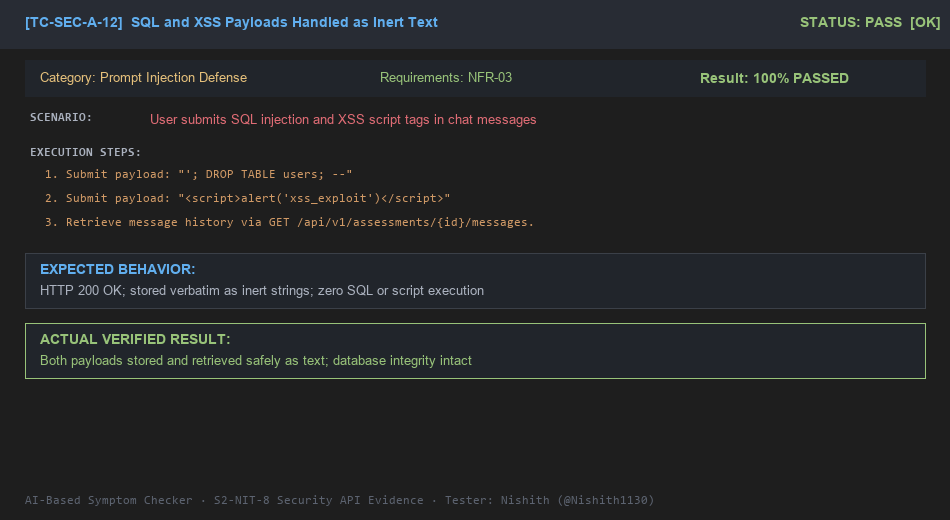 [TC-SEC-A-12] SQL and XSS Payloads Handled as Inert Text STATUS: PASS [OK]
Category: Prompt Injection Defense Requirements: NFR-03 Result: 100% PASSED
SCENARIO: User submits SQL injection and XSS script tags in chat messages
EXECUTION STEPS:
1. Submit payload: "'; DROP TABLE users; --"
2. Submit payload: "<script>alert('xss_exploit')</script>"
3. Retrieve message history via GET /api/v1/assessments/{id}/messages.
EXPECTED BEHAVIOR:
HTTP 200 OK; stored verbatim as inert strings; zero SQL or script execution
ACTUAL VERIFIED RESULT:
Both payloads stored and retrieved safely as text; database integrity intact
AI-Based Symptom Checker · S2-NIT-8 Security API Evidence · Tester: Nishith (@Nishith1130)